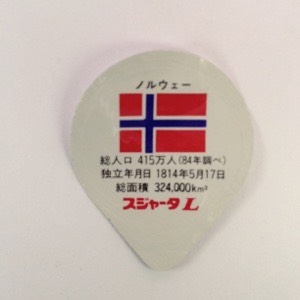 ノルウェー
総人口 415万人(84年調べ)
独立年月日 1814年5月17日
総面積 324,000km²
スジャータ L